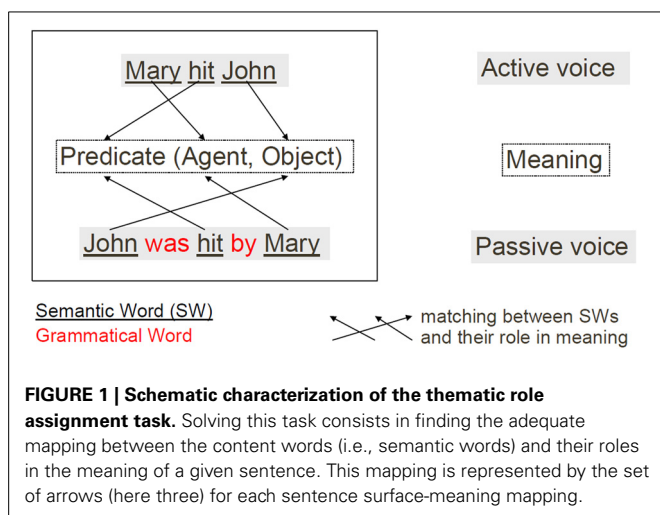 Mary hit John
Active voice
Predicate (Agent, Object)
Meaning
John was hit by Mary
Passive voice
Semantic Word (SW)
Grammatical Word
matching between SWs
and their role in meaning
FIGURE 1 | Schematic characterization of the thematic role
assignment task. Solving this task consists in finding the adequate
mapping between the content words (i.e., semantic words) and their roles
in the meaning of a given sentence. This mapping is represented by the set
of arrows (here three) for each sentence surface-meaning mapping.